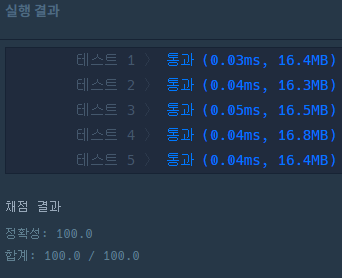 실행 결과
테스트 1 〉 통과 (0.03ms, 16.4MB)
테스트 2 〉 통과 (0.04ms, 16.3MB)
테스트 3 〉 통과 (0.05ms, 16.5MB)
테스트 4 〉 통과 (0.04ms, 16.8MB)
테스트 5 〉 통과 (0.04ms, 16.4MB)
채점 결과
정확성: 100.0
합계: 100.0 / 100.0